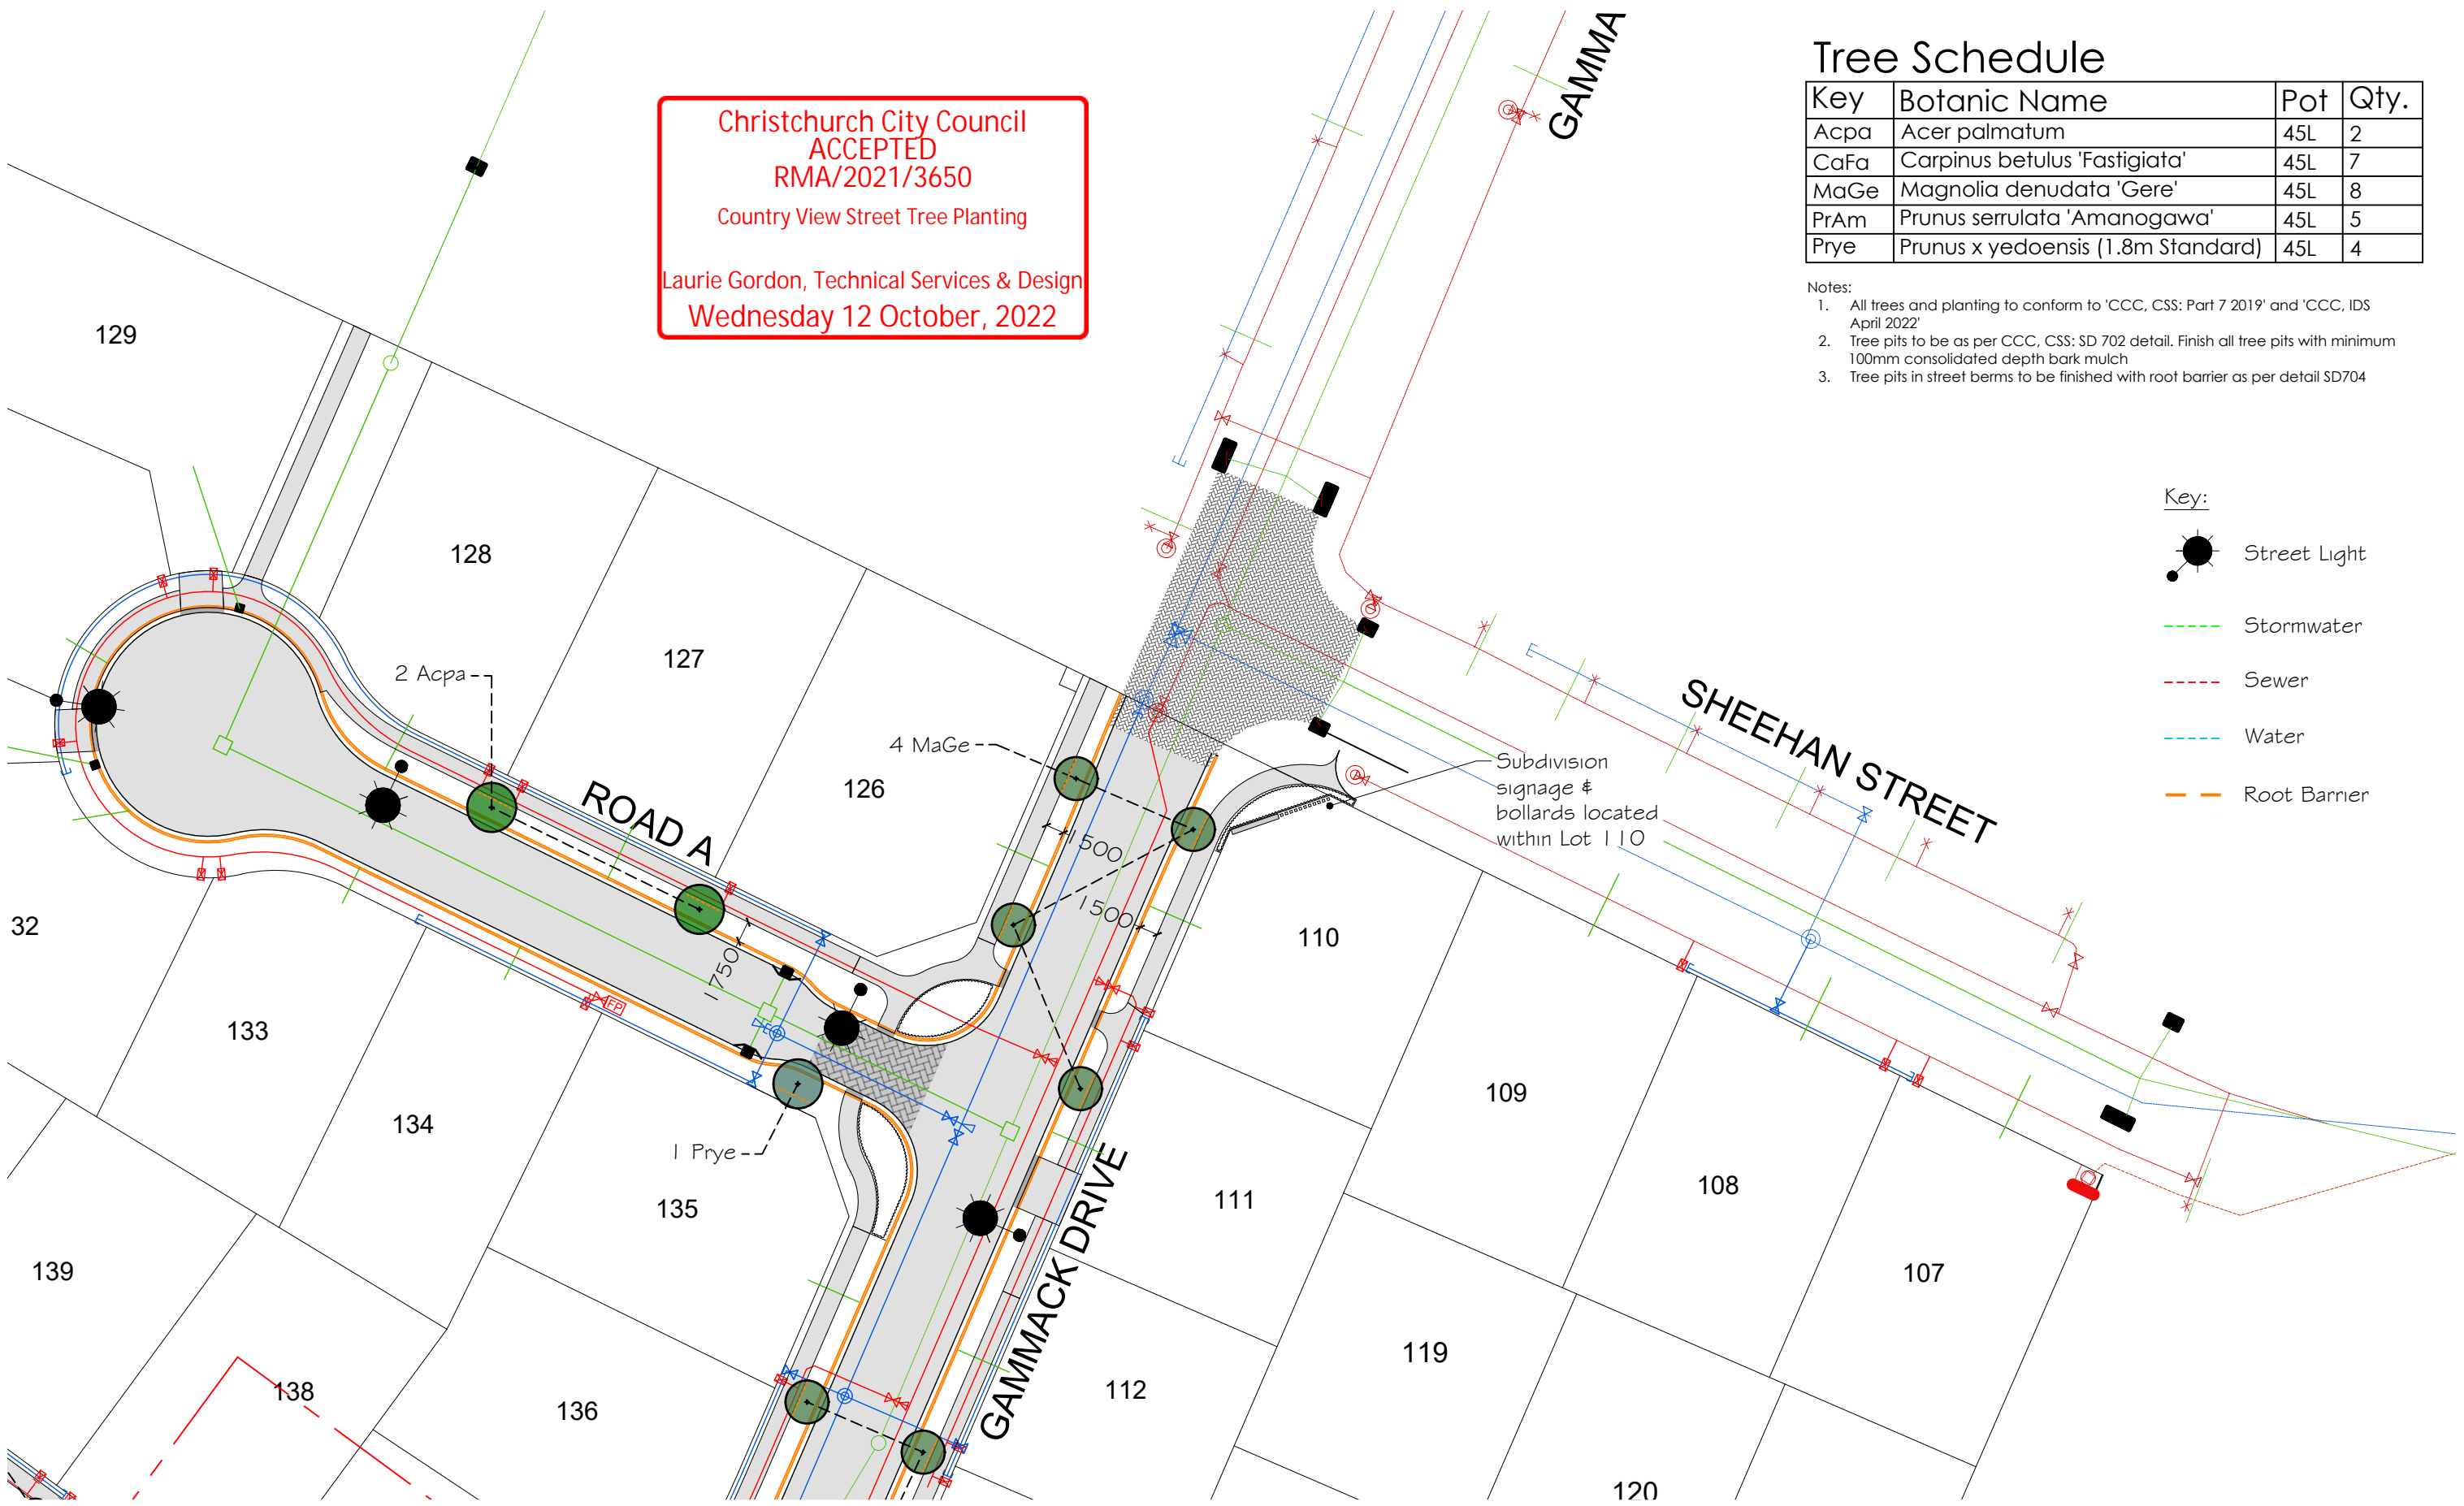 Christchurch City Council
ACCEPTED
RMA/2021/3650
Country View Street Tree Planting
Laurie Gordon, Technical Services & Design
Wednesday 12 October, 2022
GAMMA
Tree Schedule
Key Botanic Name Pot Qty.
Acpa Acer palmatum 45L 2
CaFa Carpinus betulus 'Fastigiata' 45L 7
MaGe Magnolia denudata 'Gere' 45L 8
PrAm Prunus serrulata 'Amanogawa' 45L 5
Prye Prunus x yedoensis (1.8m Standard) 45L 4
Notes:
1. All trees and planting to conform to 'CCC, CSS: Part 7 2019' and 'CCC, IDS
April 2022'
2. Tree pits to be as per CCC, CSS: SD 702 detail. Finish all tree pits with minimum
100mm consolidated depth bark mulch
3. Tree pits in street berms to be finished with root barrier as per detail SD704
Key:
Street Light
Stormwater
Sewer
Water
Root Barrier
129
128
127
126
2 Acpa
4 MaGe
ROAD A
SHEEHAN STREET
Subdivision
signage &
bollards located
within Lot 110
1500
1500
1750
32
133
134
FP
1 Prye
135
110
109
111
108
107
139
138
136
GAMMACK DRIVE
112
119
120